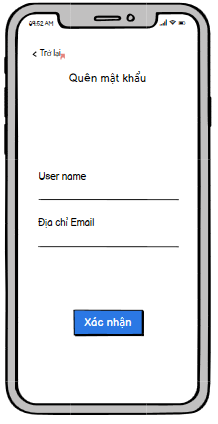 09:52 AM
< Trở lại
Quên mật khẩu
User name
Địa chỉ Email
Xác nhận